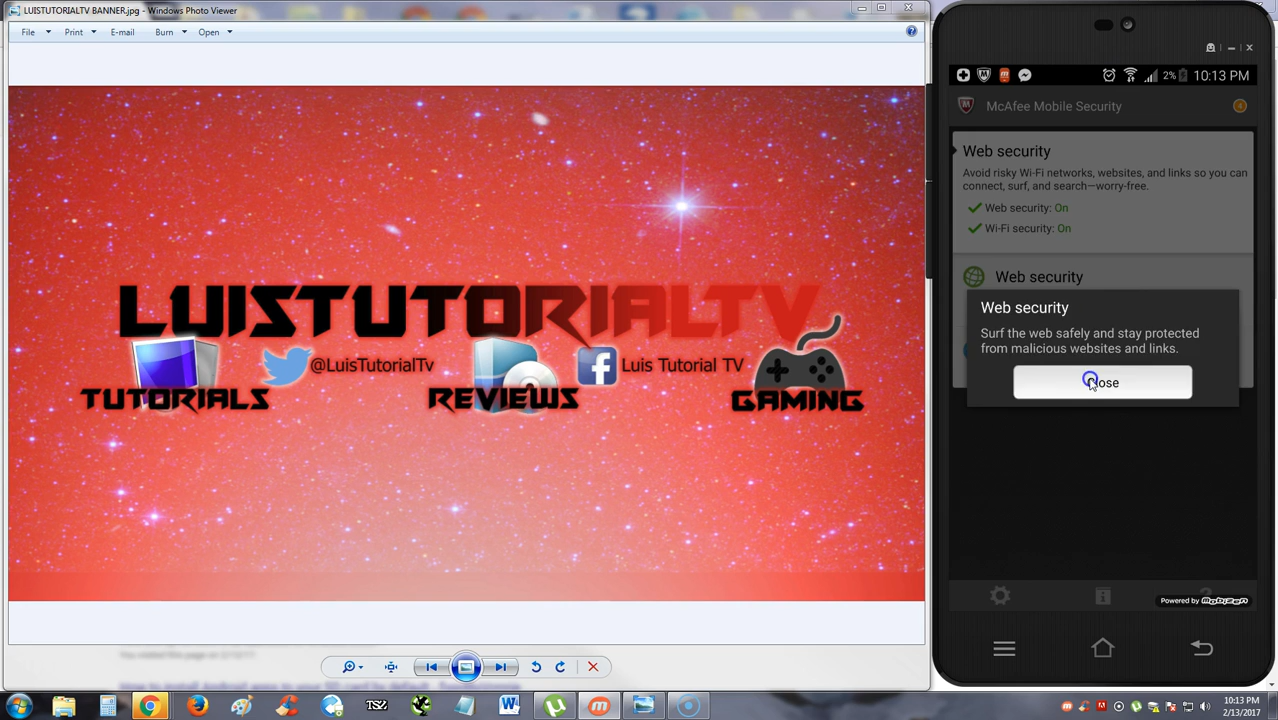 LUISTUTORIALTV BANNER.jpg - Windows Photo Viewer
File Print E-mail Burn Open
LUISTUTORIALTV
@LuisTutorialTv Luis Tutorial TV
TUTORIALS REVIEWS GAMING
2% 10:13 PM
McAfee Mobile Security
Web security
Avoid risky Wi-Fi networks, websites, and links so you can
connect, surf, and search—worry-free.
Web security: On
Wi-Fi security: On
Web security
Web security
Surf the web safely and stay protected
from malicious websites and links.
Close
Powered by mobizen
10:13 PM
2/13/2017